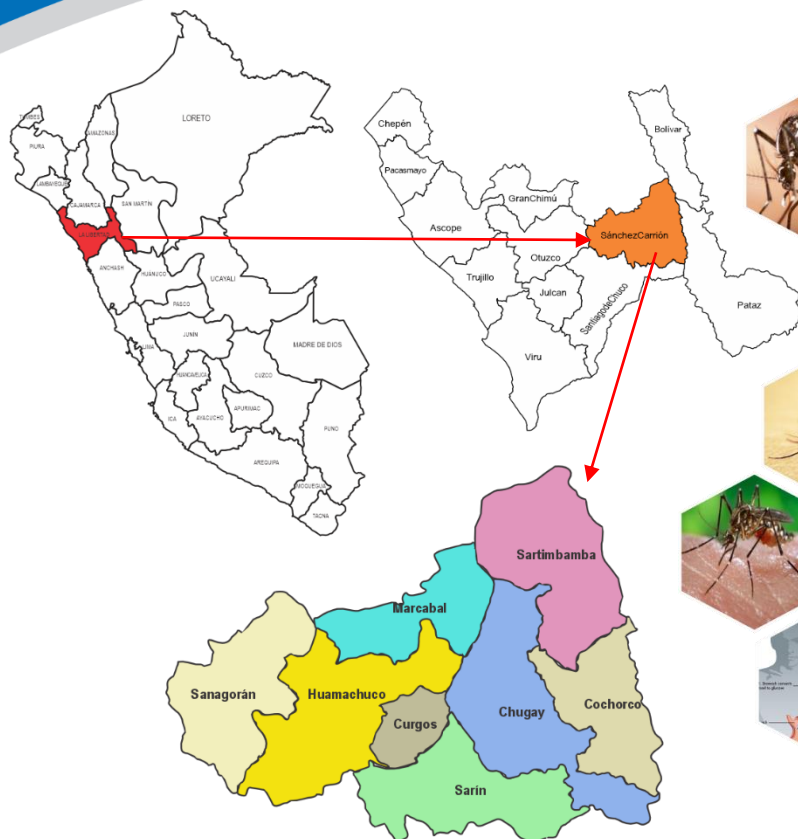 LORETO
TUMBES
AMAZONAS
PIURA
LAMBAYEQUE
CAJAMARCA
SAN MARTIN
LA LIBERTAD
ANCHASH
HUANUCO
UCAYALI
PASCO
JUNIN
LIMA
MADRE DE DIOS
HUANCAVELICA
CUZCO
ICA
AYACUCHO
APURIMAC
PUNO
AREQUIPA
MOQUEGUA
TACNA
Chepén
Pacasmayo
Bolivar
GranChimú
Ascope
SánchezCarrión
Otuzco
Trujillo
Julcan
SantiagodeChuco
Pataz
Viru
Sartimbamba
Marcabal
Sanagorán
Huamachuco
Curgos
Chugay
Cochorco
Sarín